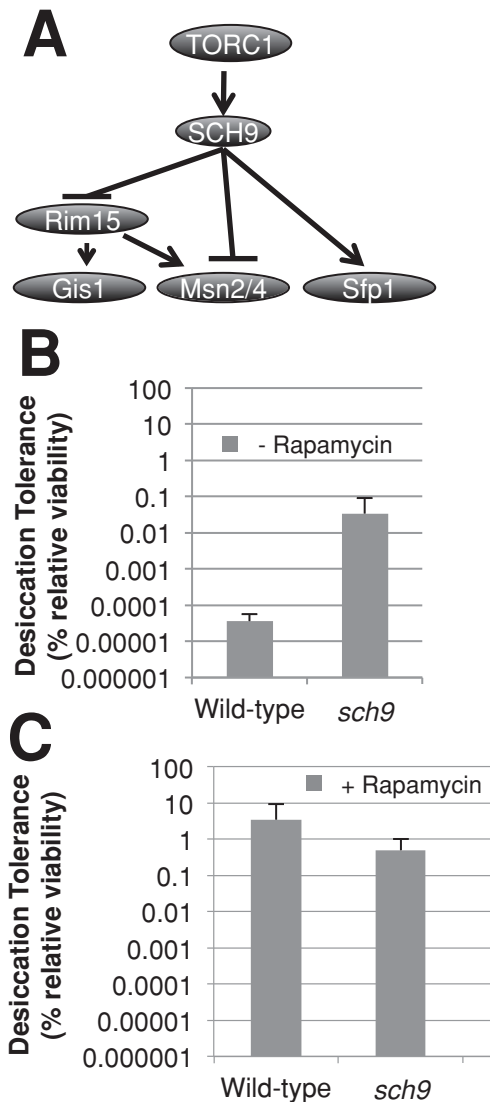 A
TORC1
SCH9
Rim15
Gis1 Msn2/4 Sfp1
B
Desiccation Tolerance
(% relative viability)
100
10
1
0.1
0.01
0.001
0.0001
0.00001
0.000001
- Rapamycin
Wild-type sch9
C
Desiccation Tolerance
(% relative viability)
100
10
1
0.1
0.01
0.001
0.0001
0.00001
0.000001
+ Rapamycin
Wild-type sch9